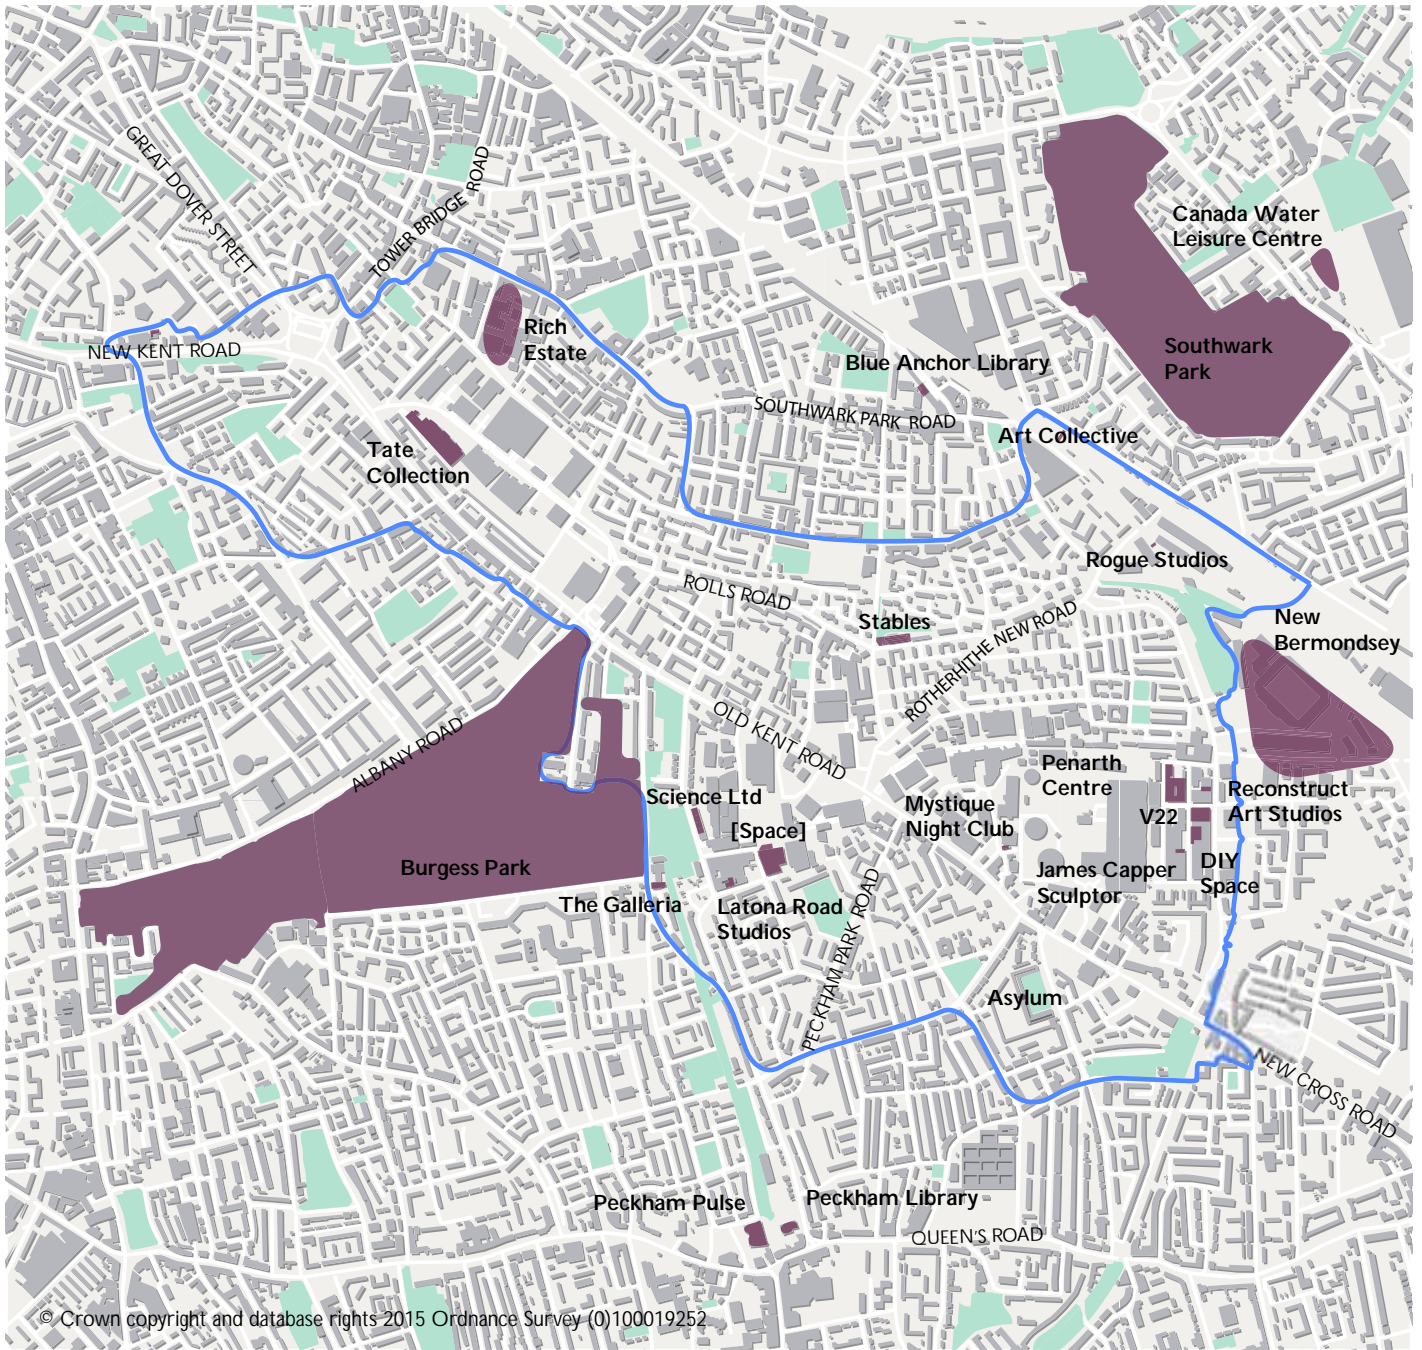 GREAT DOVER STREET
TOWER BRIDGE ROAD
Canada Water
Leisure Centre
Rich
Estate
NEW KENT ROAD
Southwark
Park
Blue Anchor Library
SOUTHWARK PARK ROAD
Art Collective
Tate
Collection
Rogue Studios
ROLLS ROAD
Stables
ROTHERHITHE NEW ROAD
New
Bermondsey
OLD KENT ROAD
ALBANY ROAD
Penarth
Centre
Science Ltd
Mystique
Night Club
Reconstruct
Art Studios
V22
[Space]
Burgess Park
James Capper
Sculptor
DIY
Space
The Galleria
Latona Road
Studios
PECKHAM PARK ROAD
Asylum
NEW CROSS ROAD
Peckham Pulse
Peckham Library
QUEEN'S ROAD
© Crown copyright and database rights 2015 Ordnance Survey (0)100019252